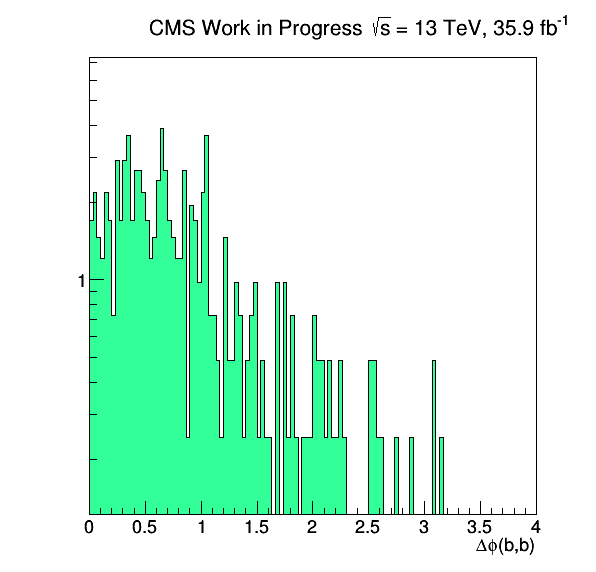 CMS Work in Progress √s = 13 TeV, 35.9 fb⁻¹
1
0 0.5 1 1.5 2 2.5 3 3.5 4
Δϕ(b,b)